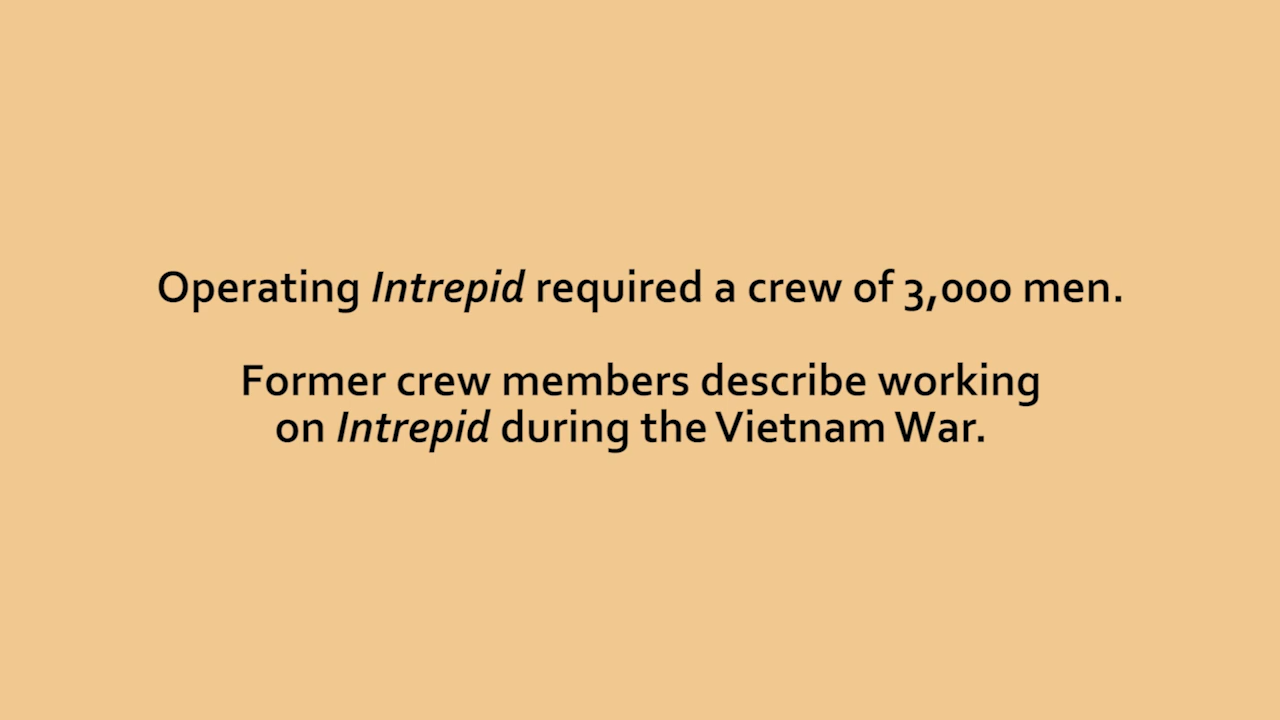 Operating Intrepid required a crew of 3,000 men.
Former crew members describe working
on Intrepid during the Vietnam War.